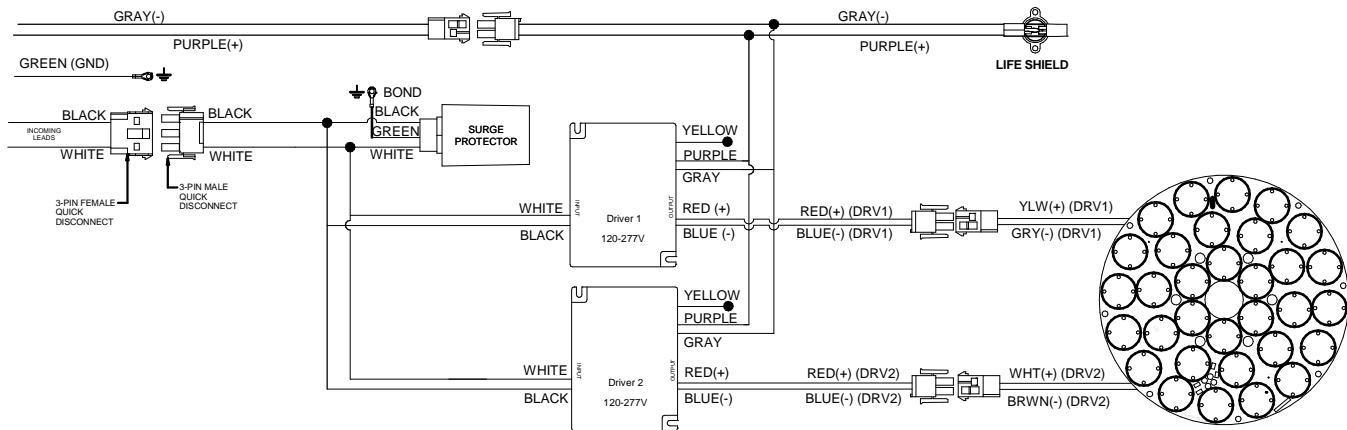 GRAY(-)
PURPLE(+)
GRAY(-)
PURPLE(+)
LIFE SHIELD
GREEN (GND)
BLACK
INCOMING
LEADS
WHITE
BLACK
WHITE
3-PIN FEMALE
QUICK
DISCONNECT
3-PIN MALE
QUICK
DISCONNECT
BOND
BLACK
GREEN
WHITE
SURGE
PROTECTOR
WHITE
BLACK
INPUT
Driver 1
120-277V
OUTPUT
YELLOW
PURPLE
GRAY
RED (+)
BLUE (-)
RED(+) (DRV1)
BLUE(-) (DRV1)
YLW(+) (DRV1)
GRY(-) (DRV1)
WHITE
BLACK
INPUT
Driver 2
120-277V
OUTPUT
YELLOW
PURPLE
GRAY
RED(+)
BLUE(-)
RED(+) (DRV2)
BLUE(-) (DRV2)
WHT(+) (DRV2)
BRWN(-) (DRV2)